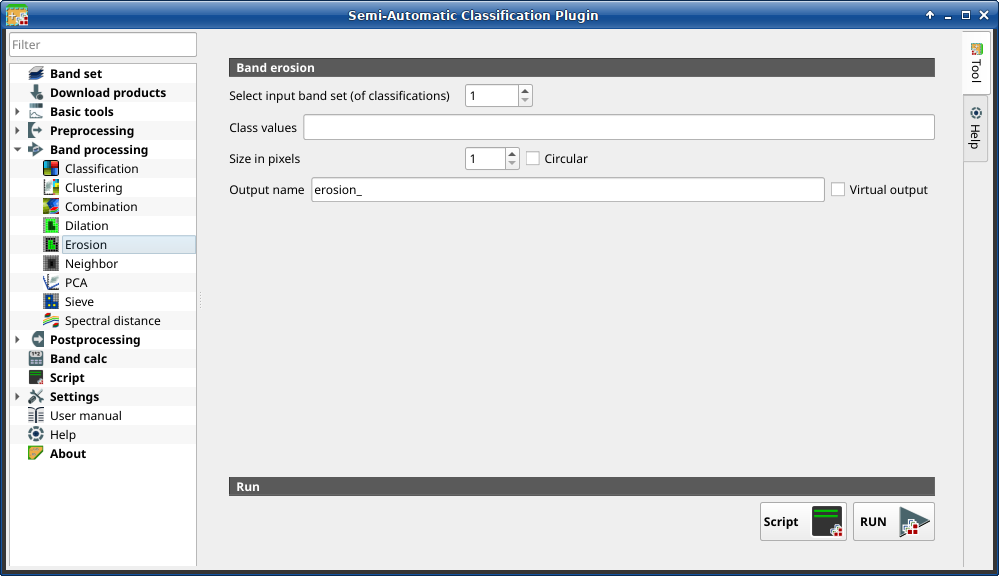 Semi-Automatic Classification Plugin
Filter
Band set
Download products
Basic tools
Preprocessing
Band processing
Classification
Clustering
Combination
Dilation
Erosion
Neighbor
PCA
Sieve
Spectral distance
Postprocessing
Band calc
Script
Settings
User manual
Help
About
Band erosion
Select input band set (of classifications) 1
Class values
Size in pixels 1 Circular
Output name erosion_ Virtual output
Run
Script RUN
Tool
Help